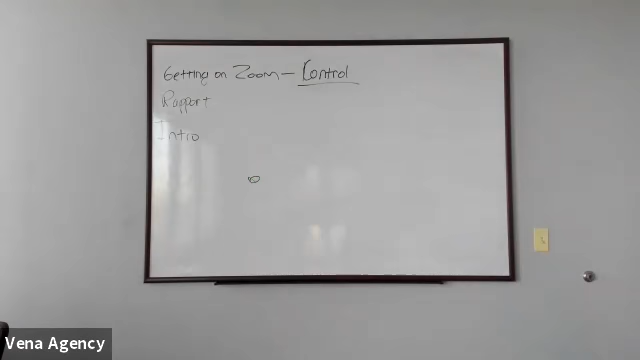 Getting on Zoom — Control
Rapport
Intro
Vena Agency